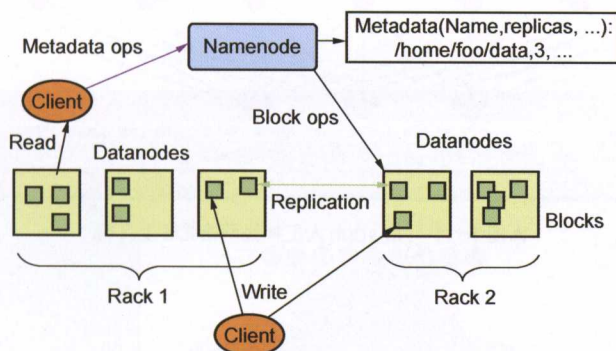 Metadata ops
Namenode
Metadata(Name,replicas, ...):
/home/foo/data,3, ...
Client
Block ops
Read
Datanodes
Datanodes
Replication
Blocks
Rack 1
Write
Rack 2
Client